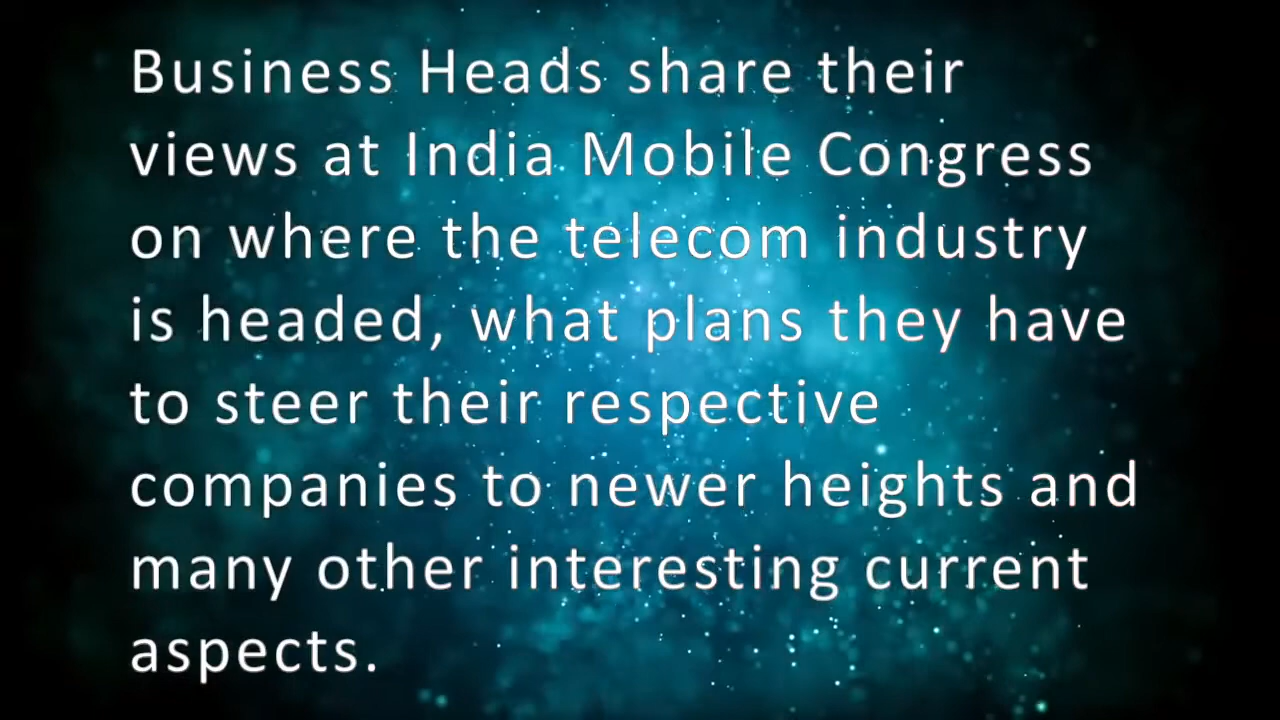 Business Heads share their
views at India Mobile Congress
on where the telecom industry
is headed, what plans they have
to steer their respective
companies to newer heights and
many other interesting current
aspects.